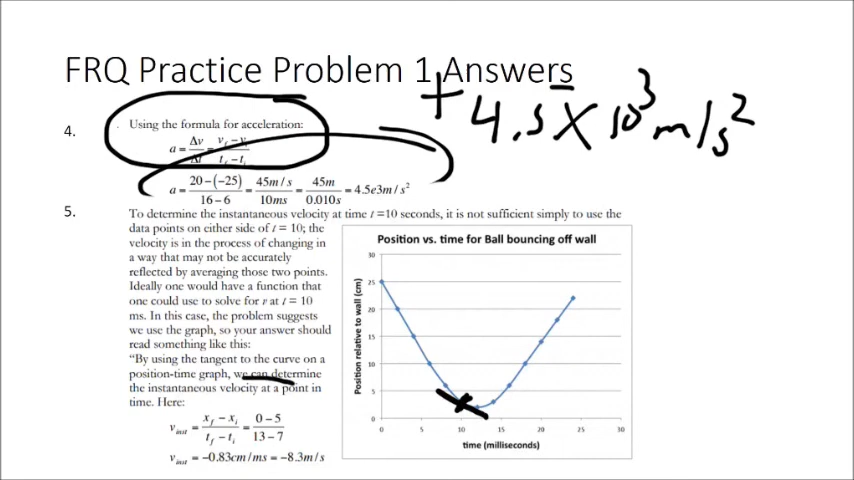 FRQ Practice Problem 1 Answers
+ 4.5 X 10^3 m/s^2
4. Using the formula for acceleration:
a = Δv/Δt = (v_f − v_i)/(t_f − t_i)
a = (20 − (−25))/(16 − 6) = 45m/s/10ms = 45m/0.010s = 4.5e3m/s^2
5. To determine the instantaneous velocity at time t =10 seconds, it is not sufficient simply to use the
data points on either side of t = 10; the
velocity is in the process of changing in
a way that may not be accurately
reflected by averaging those two points.
Ideally one would have a function that
one could use to solve for v at t = 10
ms. In this case, the problem suggests
we use the graph, so your answer should
read something like this:
“By using the tangent to the curve on a
position-time graph, we can determine
the instantaneous velocity at a point in
time. Here:
v_inst = (x_f − x_i)/(t_f − t_i) = (0 − 5)/(13 − 7)
v_inst = −0.83cm/ms = −8.3m/s
Position vs. time for Ball bouncing off wall
Position relative to wall (cm)
30
25
20
15
10
5
0
0 5 10 15 20 25 30
time (milliseconds)